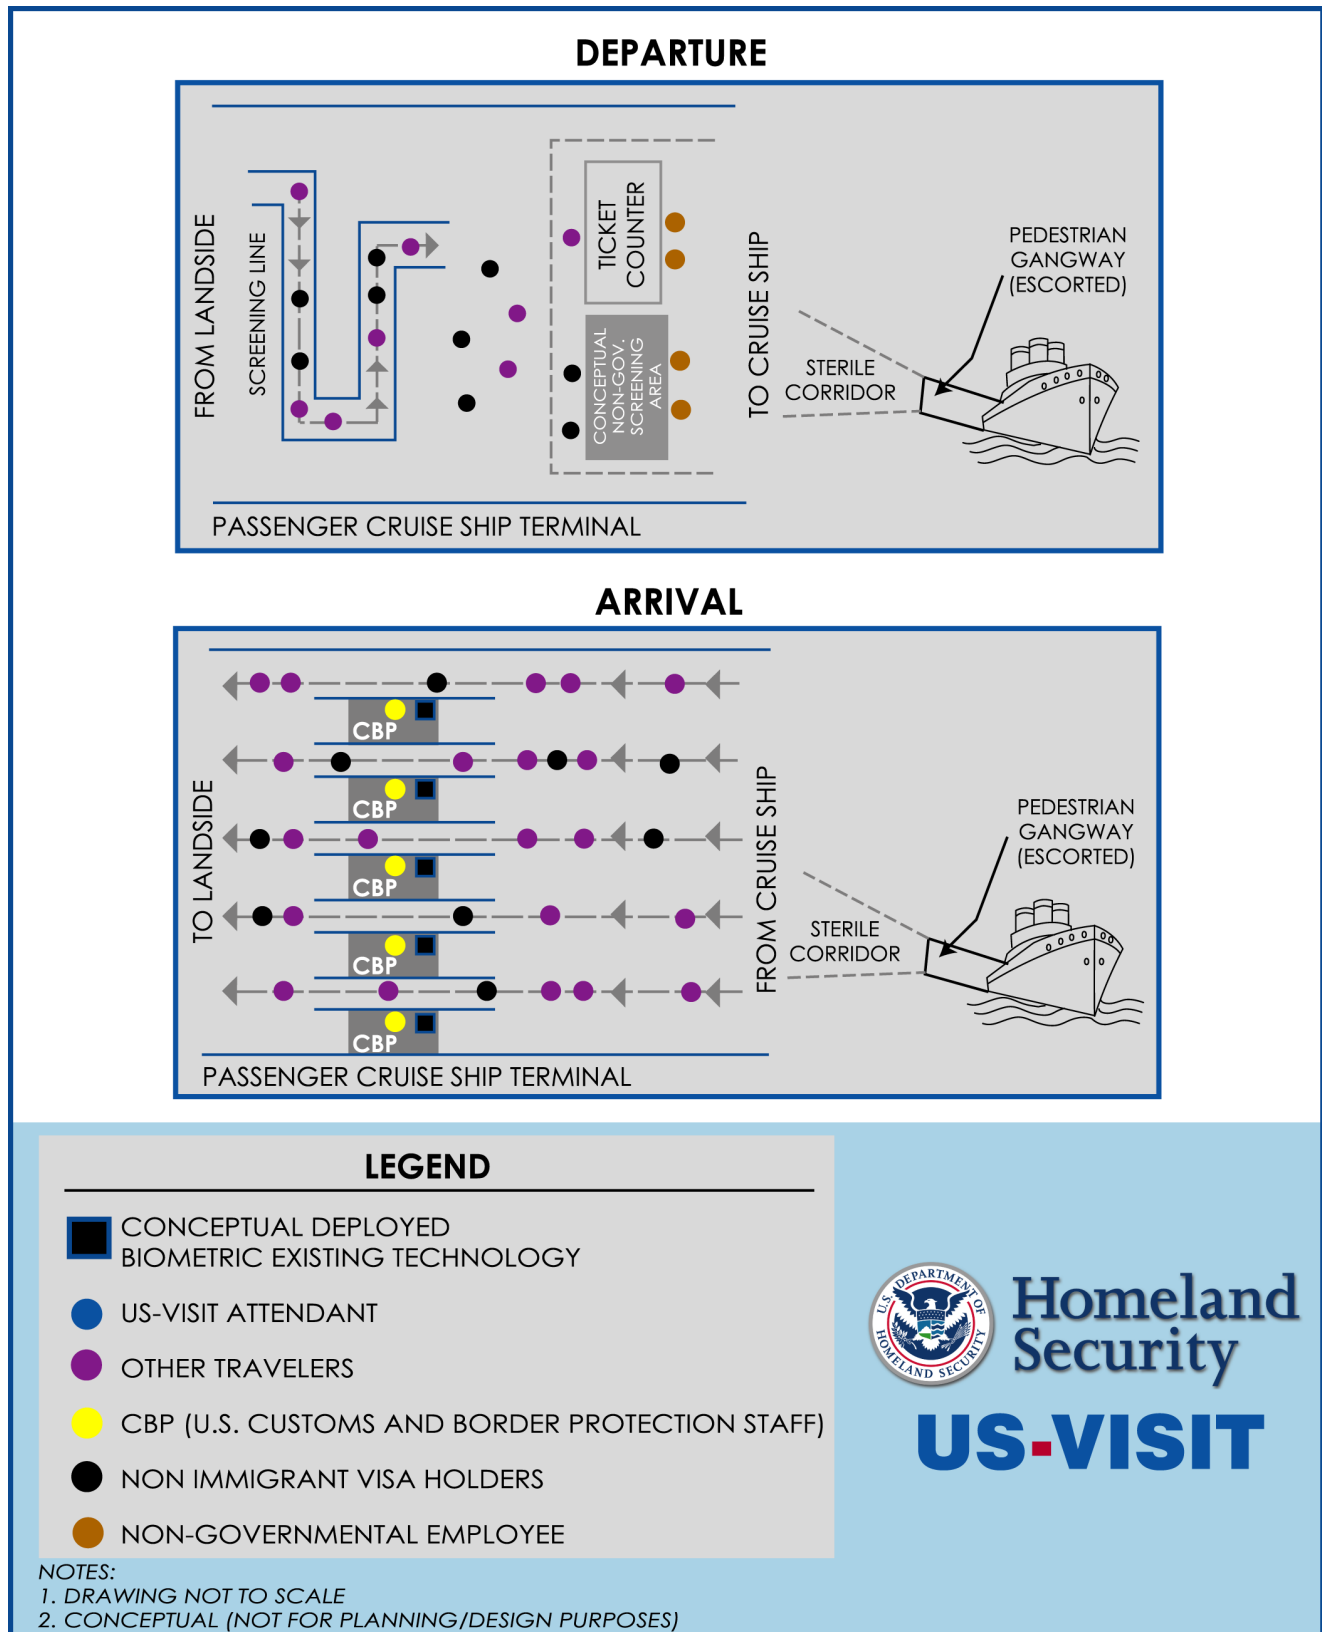 DEPARTURE
FROM LANDSIDE
SCREENING LINE
TICKET
COUNTER
CONCEPTUAL
NON-GOV.
SCREENING
AREA
TO CRUISE SHIP
PEDESTRIAN
GANGWAY
(ESCORTED)
STERILE
CORRIDOR
PASSENGER CRUISE SHIP TERMINAL
ARRIVAL
TO LANDSIDE
CBP
CBP
CBP
CBP
CBP
FROM CRUISE SHIP
PEDESTRIAN
GANGWAY
(ESCORTED)
STERILE
CORRIDOR
PASSENGER CRUISE SHIP TERMINAL
LEGEND
CONCEPTUAL DEPLOYED
BIOMETRIC EXISTING TECHNOLOGY
US-VISIT ATTENDANT
OTHER TRAVELERS
CBP (U.S. CUSTOMS AND BORDER PROTECTION STAFF)
NON IMMIGRANT VISA HOLDERS
NON-GOVERNMENTAL EMPLOYEE
U.S. DEPARTMENT OF
HOMELAND SECURITY
Homeland
Security
US-VISIT
NOTES:
1. DRAWING NOT TO SCALE
2. CONCEPTUAL (NOT FOR PLANNING/DESIGN PURPOSES)